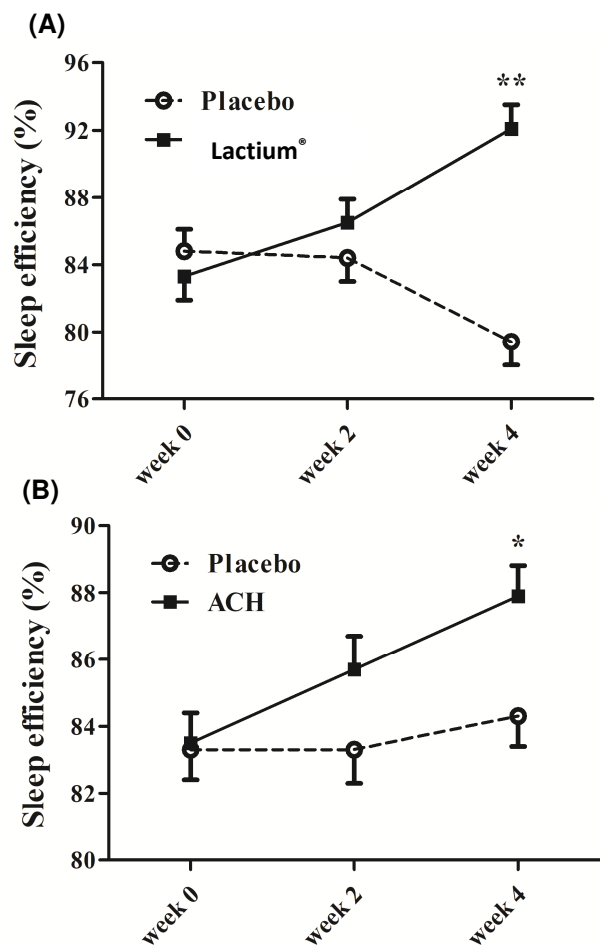 (A)
Sleep efficiency (%)
96
92
88
84
80
76
Placebo
Lactium®
**
week 0
week 2
week 4
(B)
Sleep efficiency (%)
90
88
86
84
82
80
Placebo
ACH
*
week 0
week 2
week 4